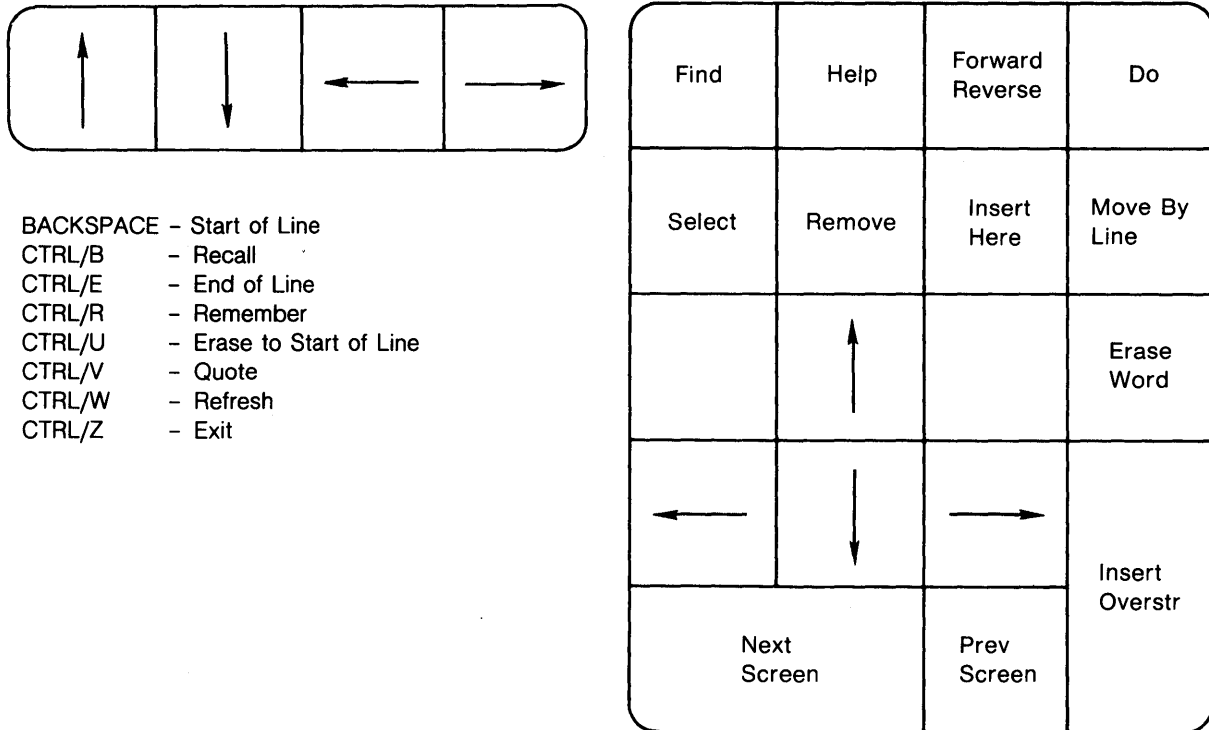 BACKSPACE – Start of Line
CTRL/B – Recall
CTRL/E – End of Line
CTRL/R – Remember
CTRL/U – Erase to Start of Line
CTRL/V – Quote
CTRL/W – Refresh
CTRL/Z – Exit
Find
Help
Forward
Reverse
Do
Select
Remove
Insert
Here
Move By
Line
Erase
Word
Insert
Overstr
Next
Screen
Prev
Screen